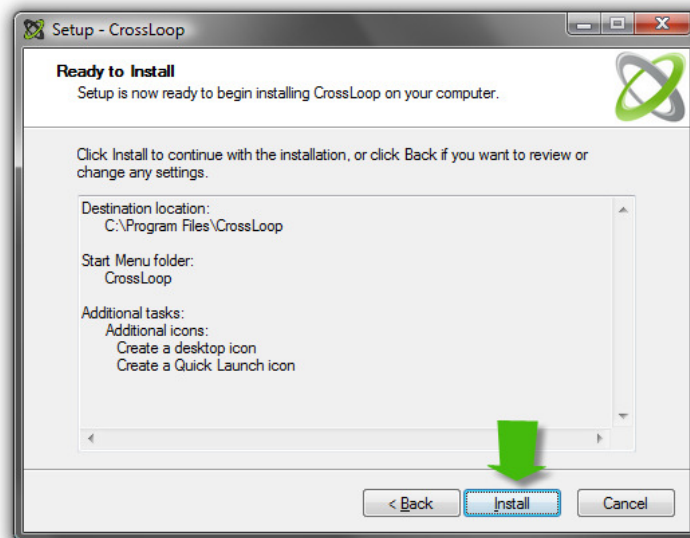 Setup - CrossLoop
Ready to Install
Setup is now ready to begin installing CrossLoop on your computer.
Click Install to continue with the installation, or click Back if you want to review or
change any settings.
Destination location:
C:\Program Files\CrossLoop
Start Menu folder:
CrossLoop
Additional tasks:
Additional icons:
Create a desktop icon
Create a Quick Launch icon
< Back Install Cancel